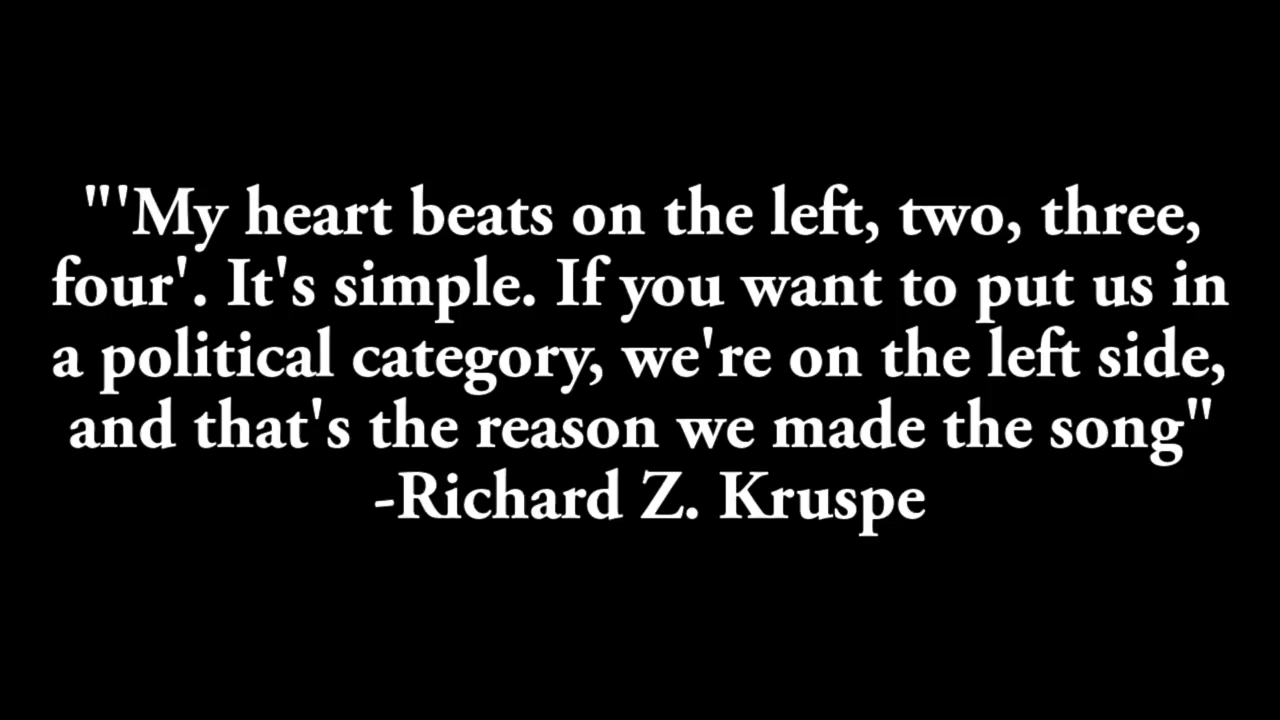 "'My heart beats on the left, two, three,
four'. It's simple. If you want to put us in
a political category, we're on the left side,
and that's the reason we made the song"
-Richard Z. Kruspe